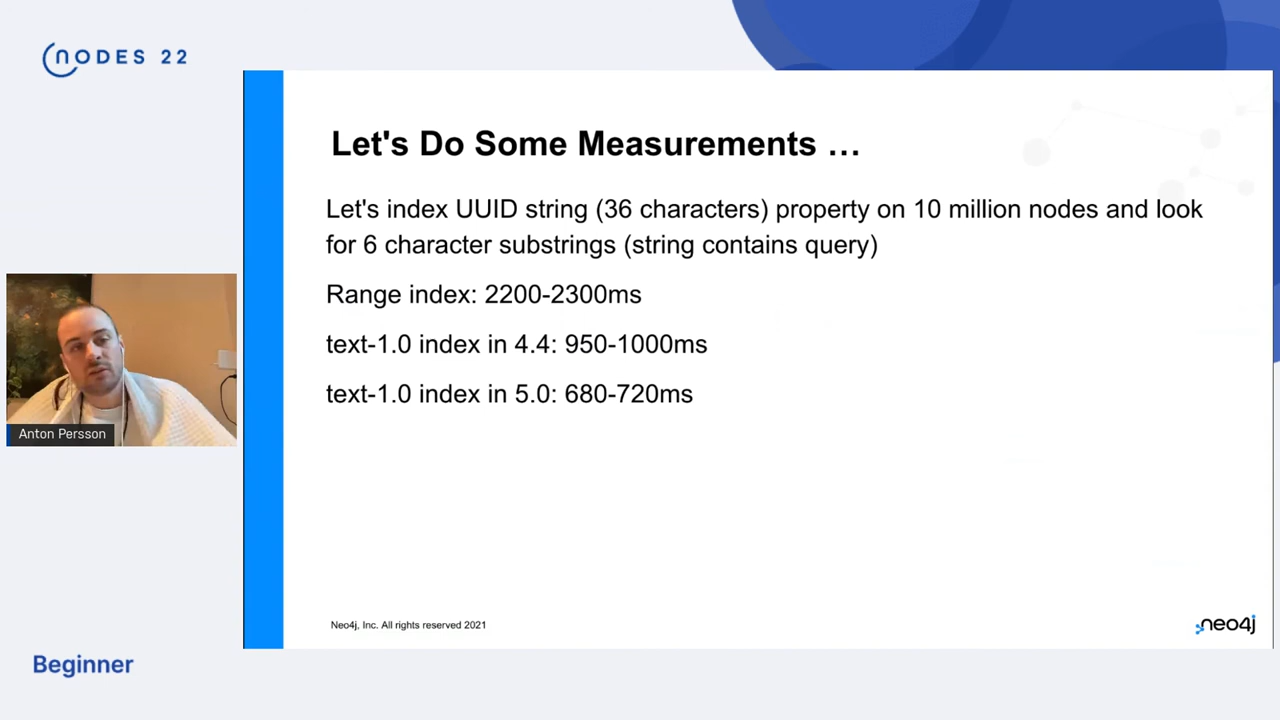 NODES 22
Let's Do Some Measurements …
Let's index UUID string (36 characters) property on 10 million nodes and look
for 6 character substrings (string contains query)
Range index: 2200-2300ms
text-1.0 index in 4.4: 950-1000ms
text-1.0 index in 5.0: 680-720ms
Anton Persson
Neo4j, Inc. All rights reserved 2021
neo4j
Beginner